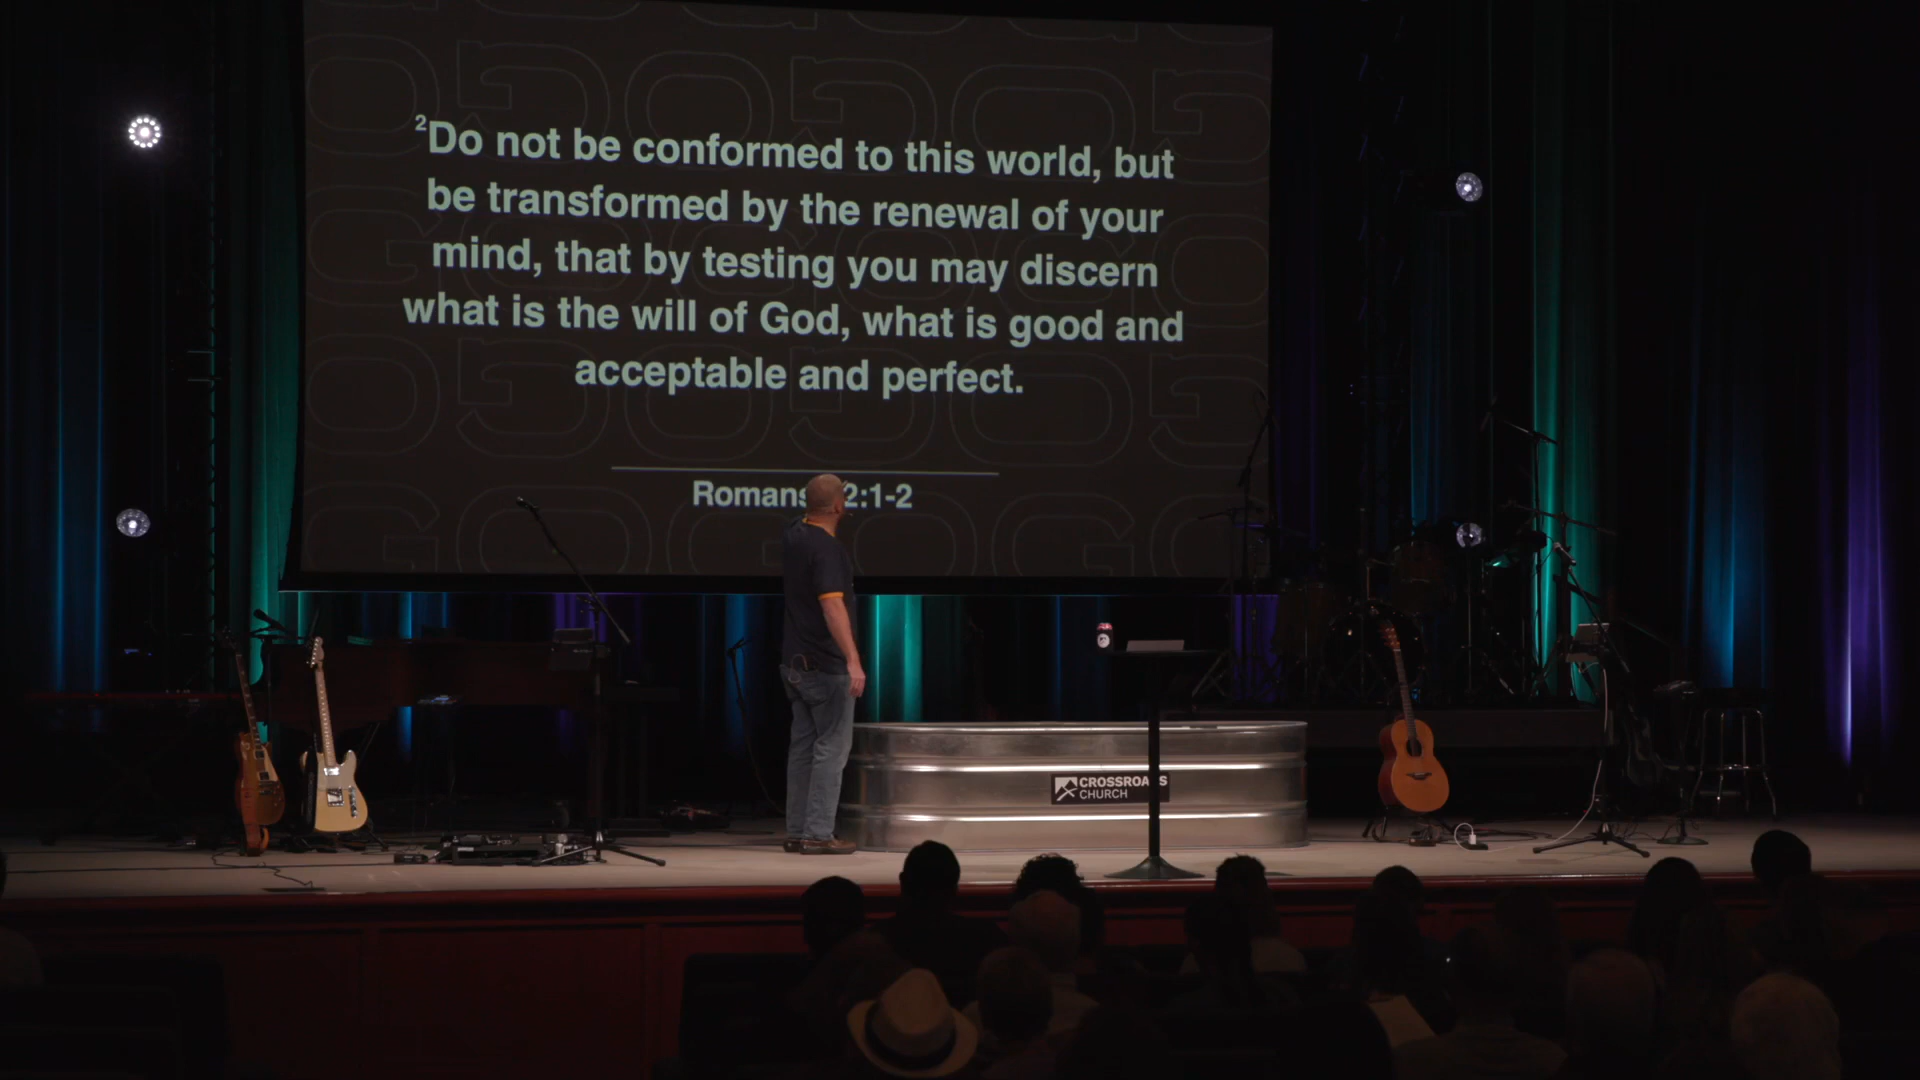 ²Do not be conformed to this world, but
be transformed by the renewal of your
mind, that by testing you may discern
what is the will of God, what is good and
acceptable and perfect.
Romans 2:1-2
CROSSROADS
CHURCH